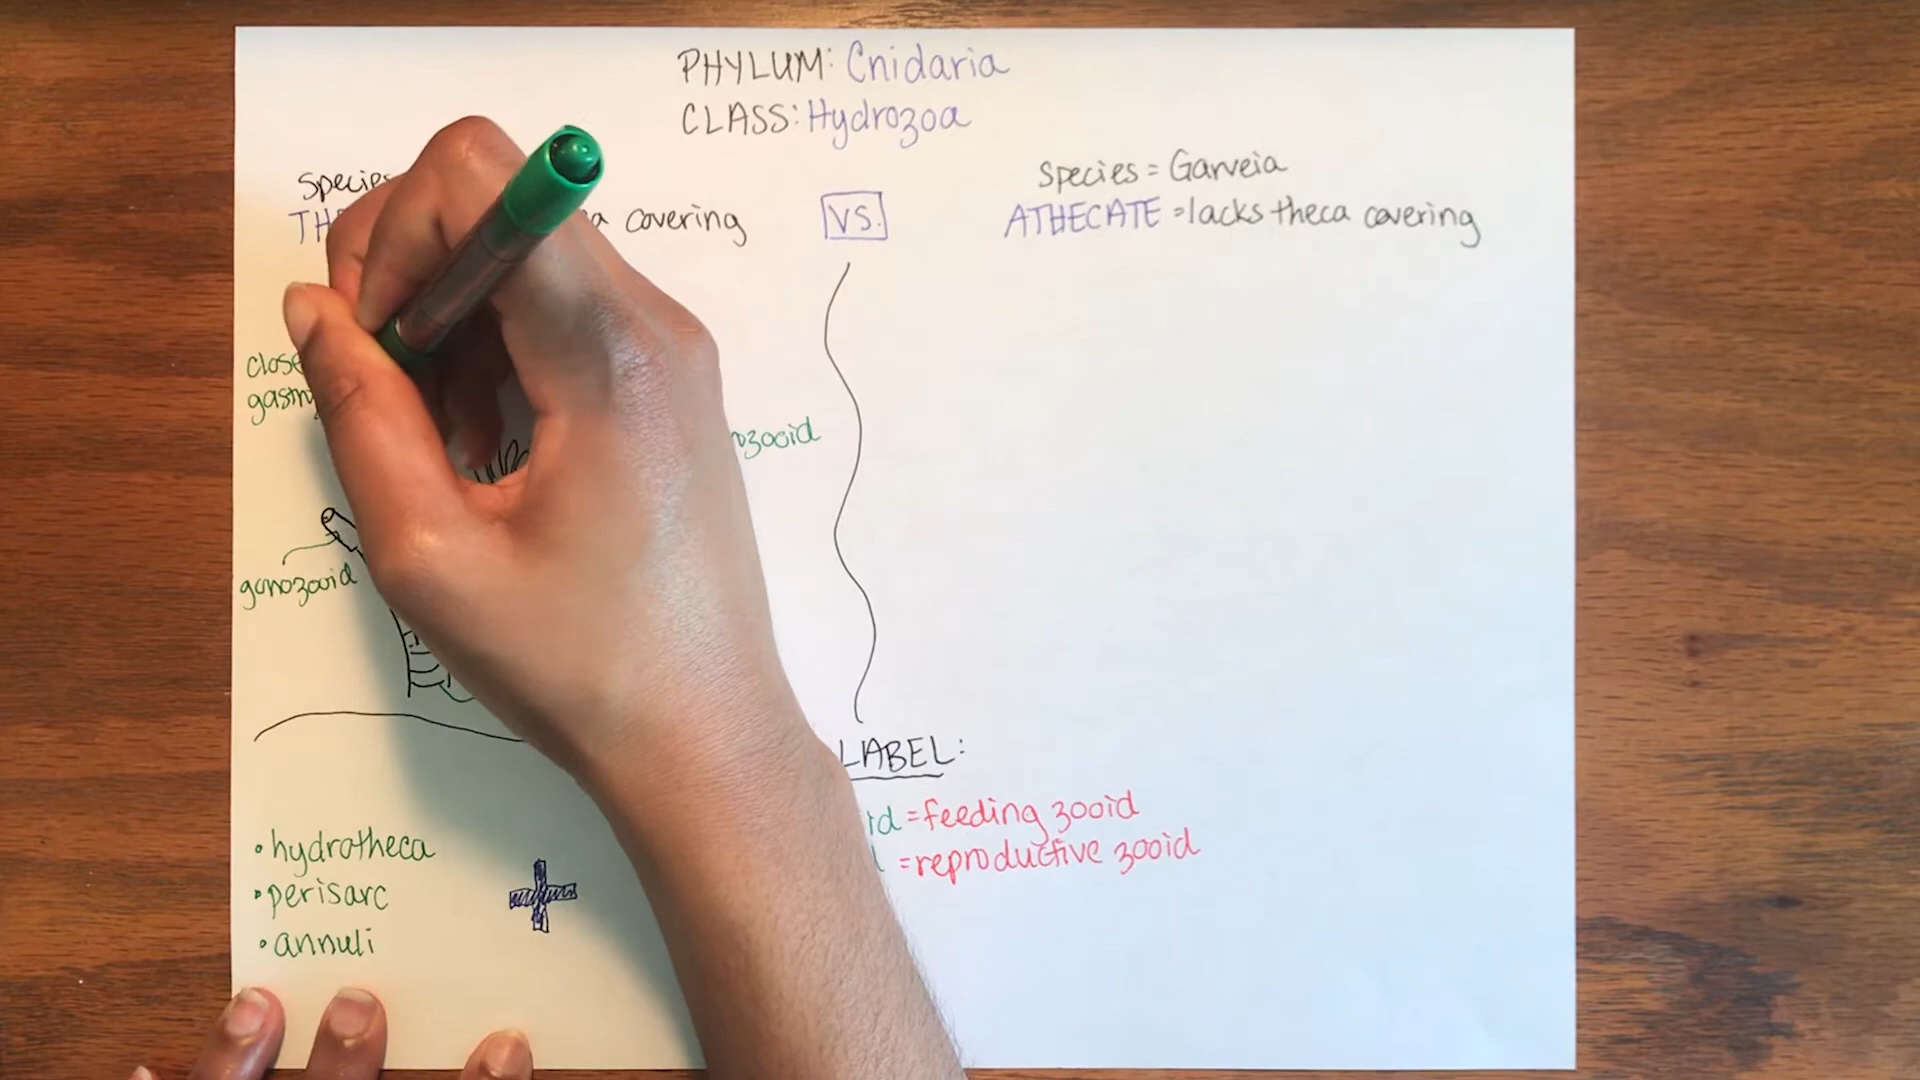 PHYLUM: Cnidaria
CLASS: Hydrozoa
covering
VS.
Species = Garveia
ATHECATE = lacks theca covering
gonozooid
LABEL:
= feeding zooid
= reproductive zooid
• hydrotheca
• perisarc
• annuli